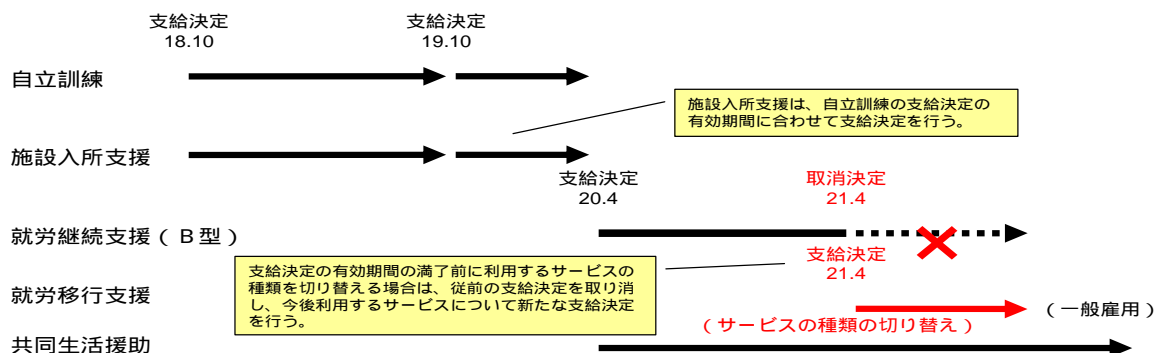 支給決定
18.10
支給決定
19.10
自立訓練
施設入所支援は、自立訓練の支給決定の
有効期間に合わせて支給決定を行う。
施設入所支援
支給決定
20.4
取消決定
21.4
就労継続支援(B型)
支給決定
21.4
支給決定の有効期間の満了前に利用するサービスの
種類を切り替える場合は、従前の支給決定を取り消
し、今後利用するサービスについて新たな支給決定
を行う。
就労移行支援
(一般雇用)
(サービスの種類の切り替え)
共同生活援助